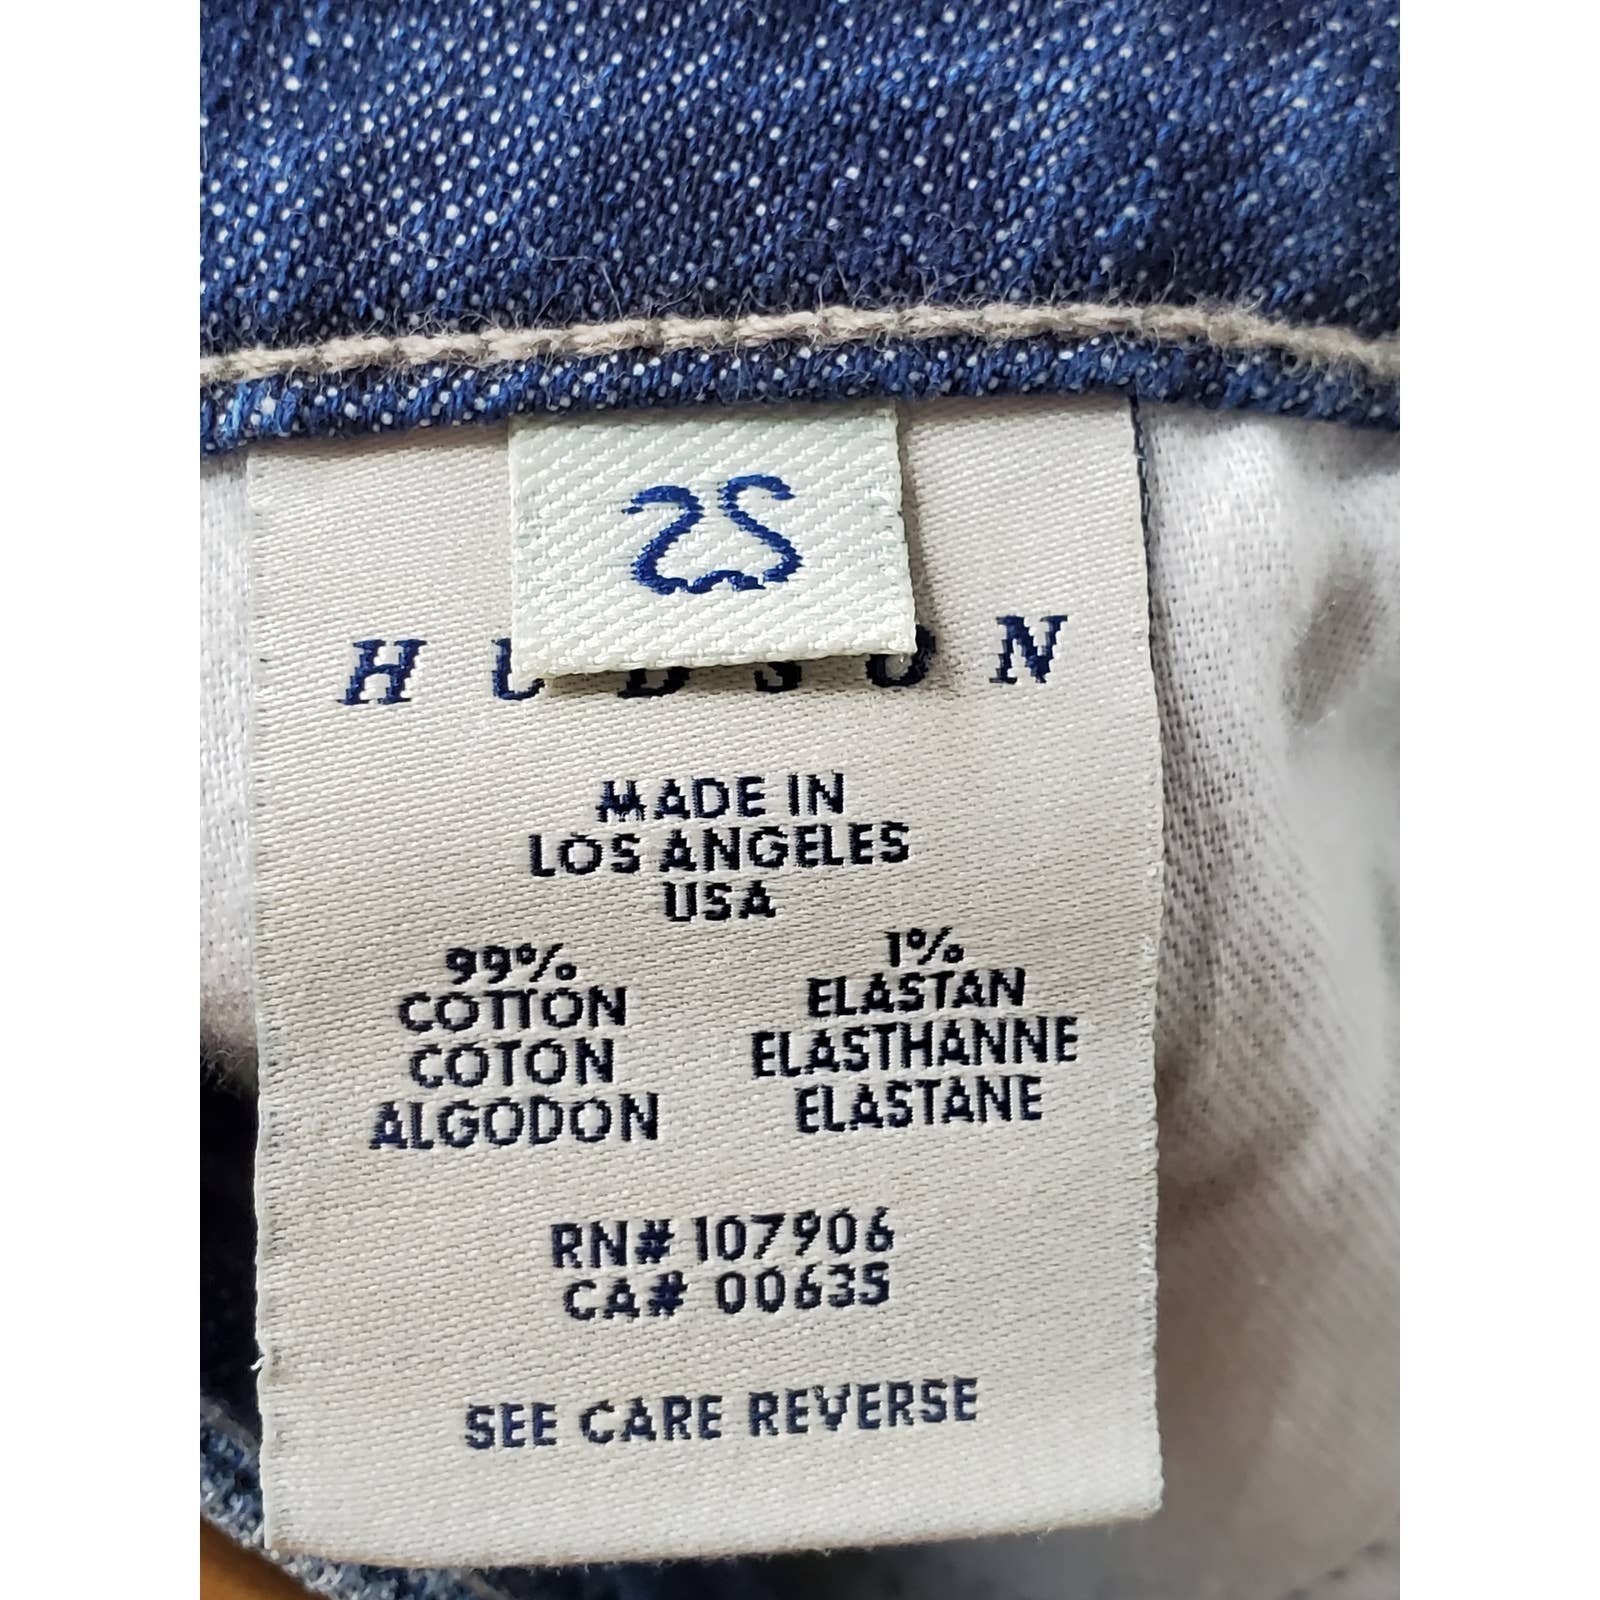 25
HUDSON
MADE IN
LOS ANGELES
USA
99%
COTTON
COTON
ALGODON
1%
ELASTAN
ELASTHANNE
ELASTANE
RN# 107906
CA# 00635
SEE CARE REVERSE